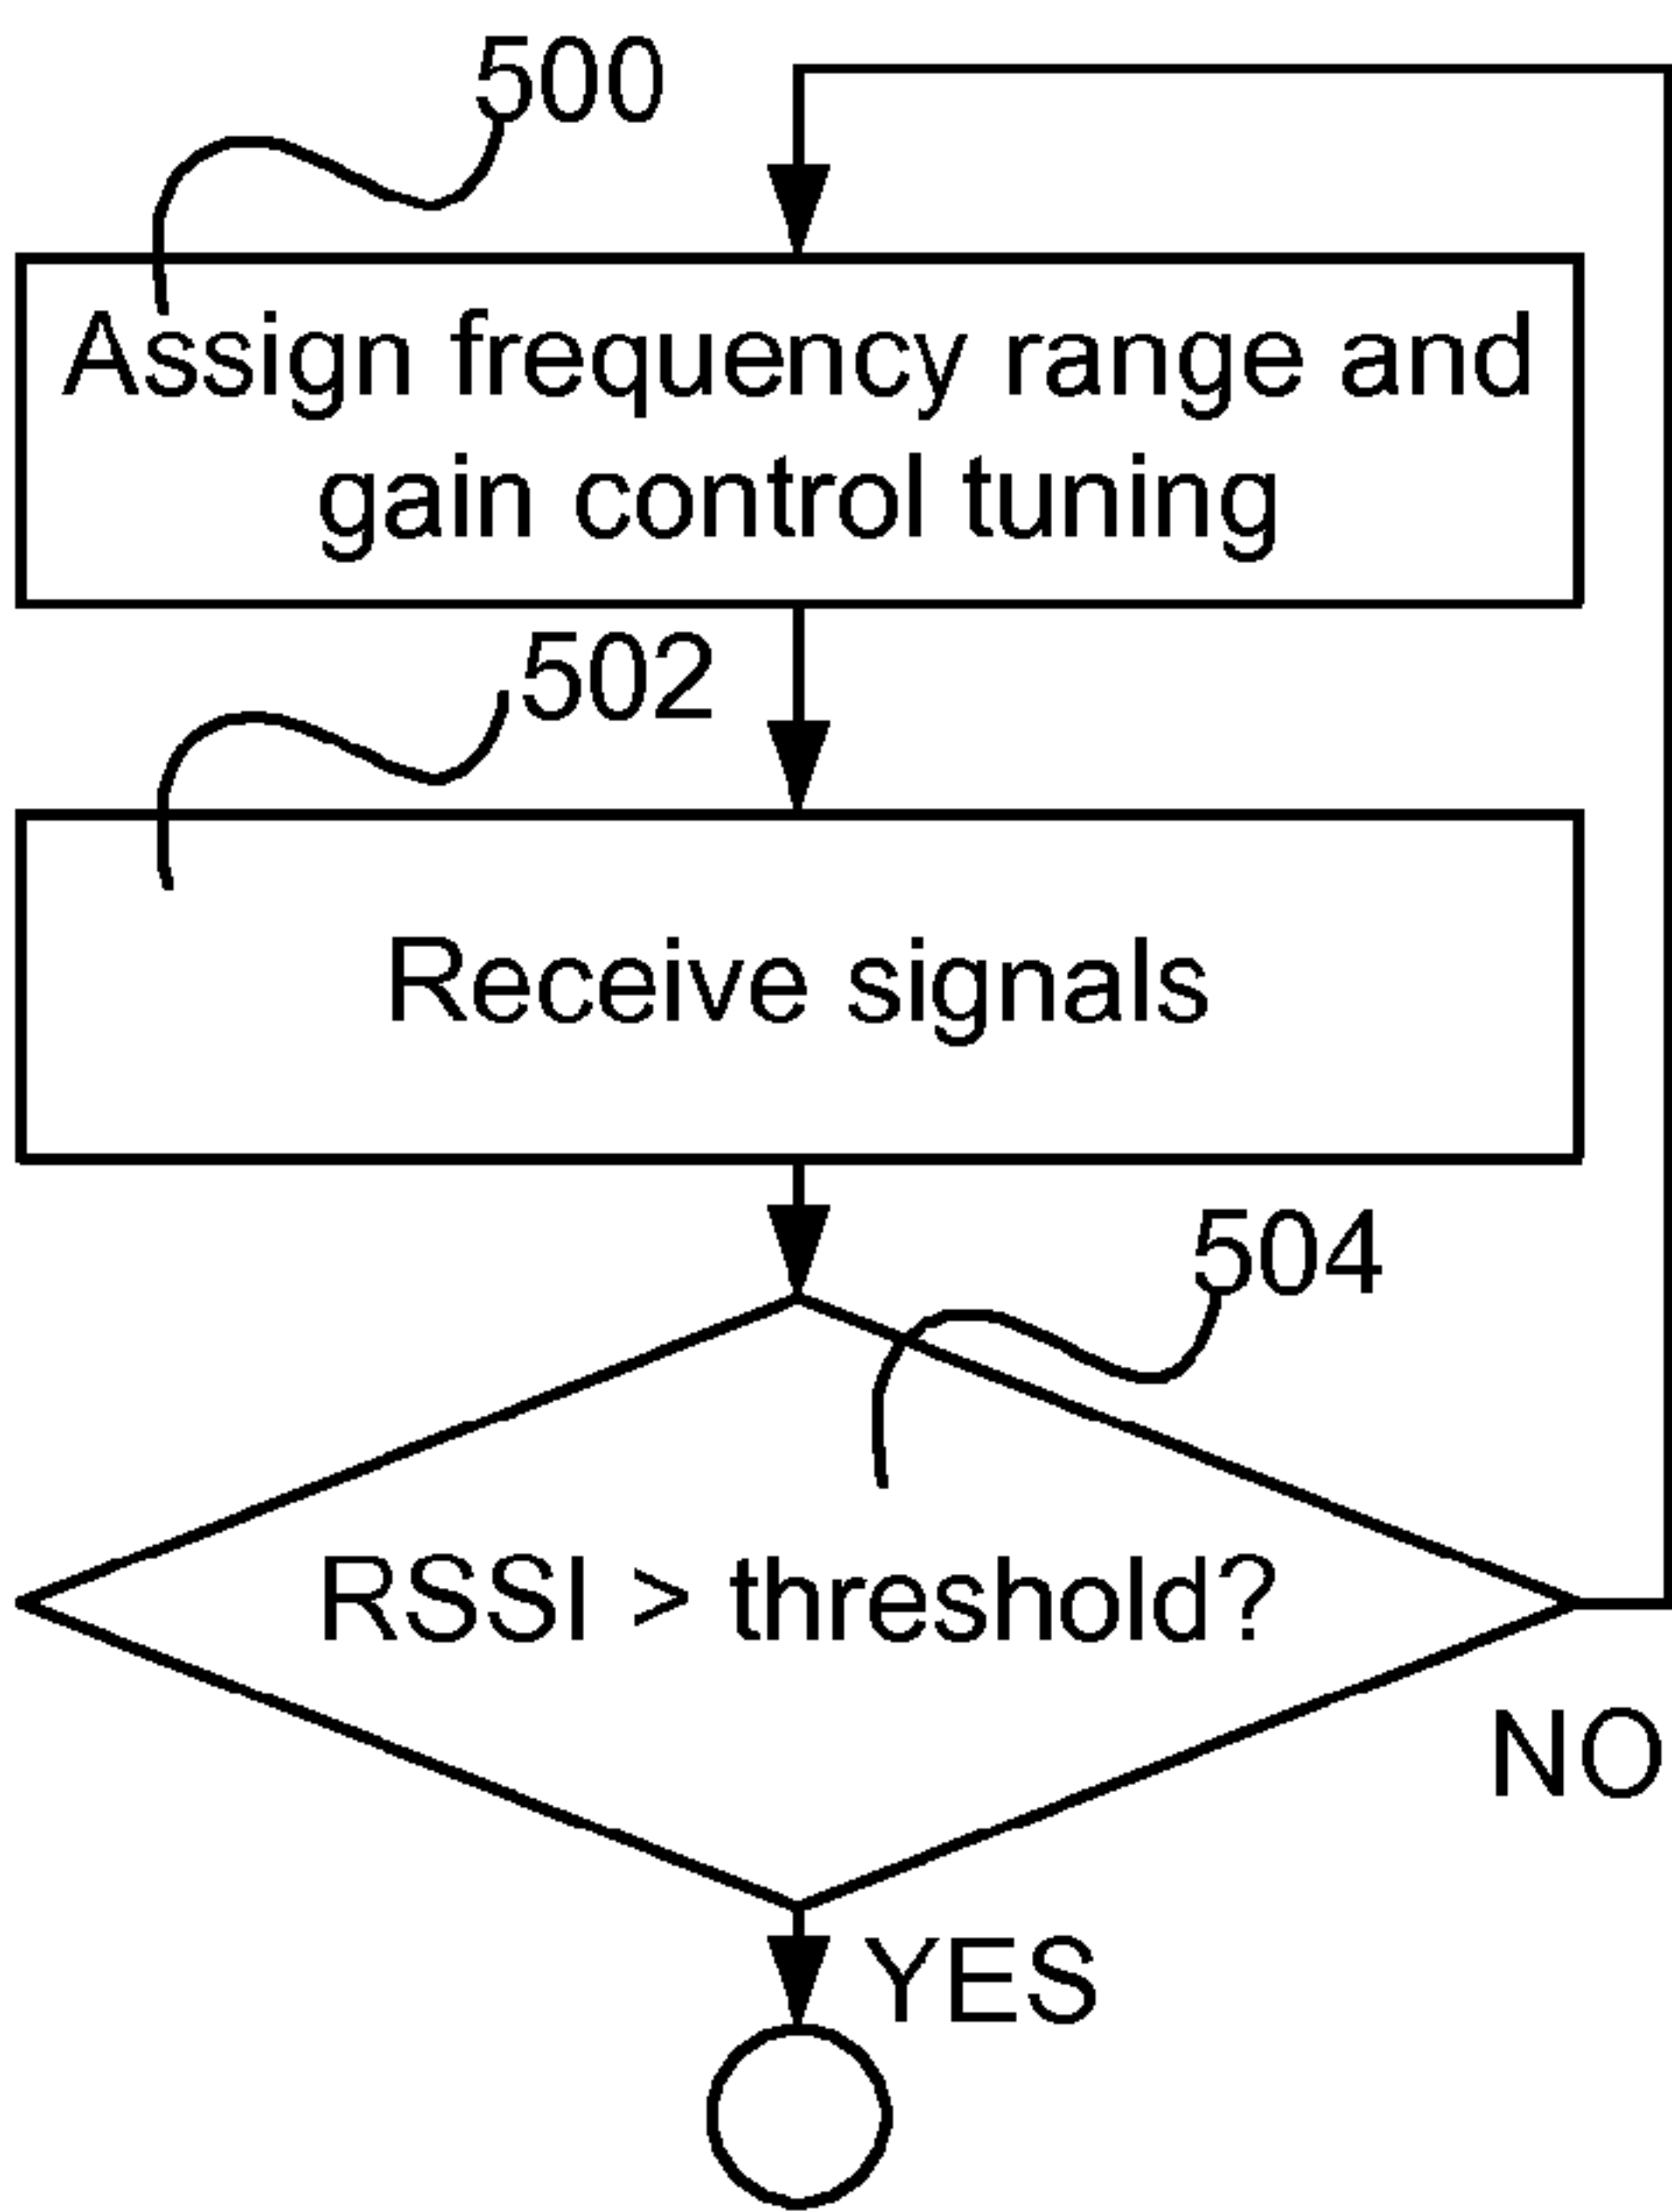 500
Assign frequency range and
gain control tuning
502
Receive signals
504
RSSI > threshold?
NO
YES